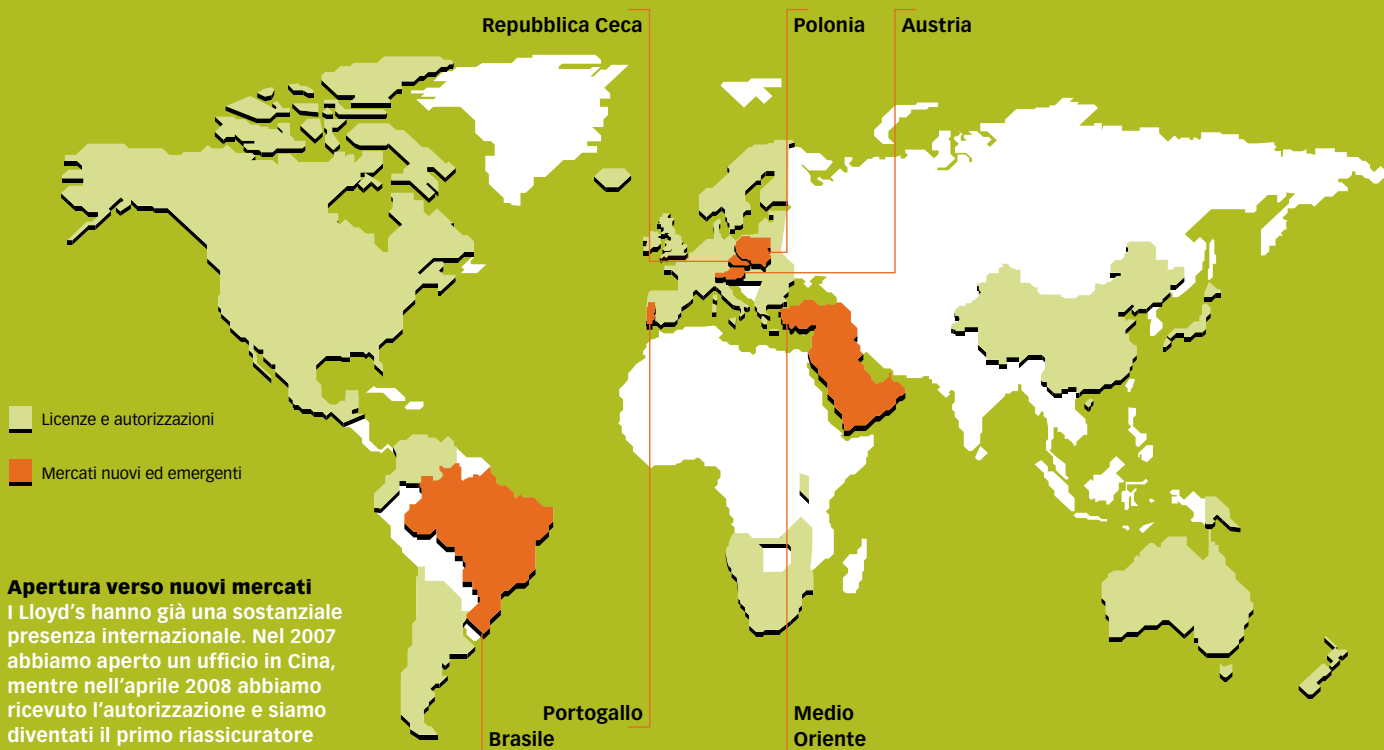 Repubblica Ceca
Polonia
Austria
Licenze e autorizzazioni
Mercati nuovi ed emergenti
Apertura verso nuovi mercati
I Lloyd's hanno già una sostanziale
presenza internazionale. Nel 2007
abbiamo aperto un ufficio in Cina,
mentre nell'aprile 2008 abbiamo
ricevuto l'autorizzazione e siamo
diventati il primo riassicuratore
Portogallo
Brasile
Medio
Oriente